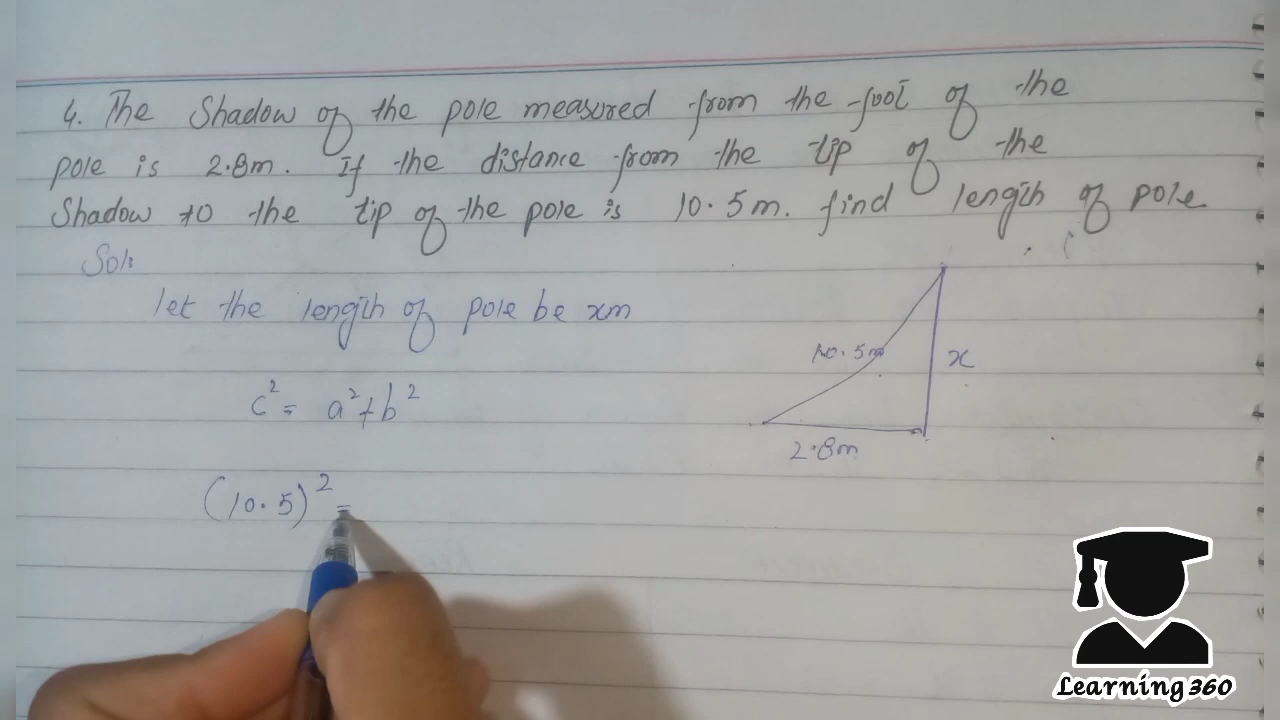 4. The Shadow of the pole measured from the foot of the
pole is 2.8m. If the distance from the tip of the
Shadow to the tip of the pole is 10.5m. find length of pole.
Sol:
let the length of pole be xm
c² = a²+b²
10.5m
x
2.8m
(10.5)² =
Learning360